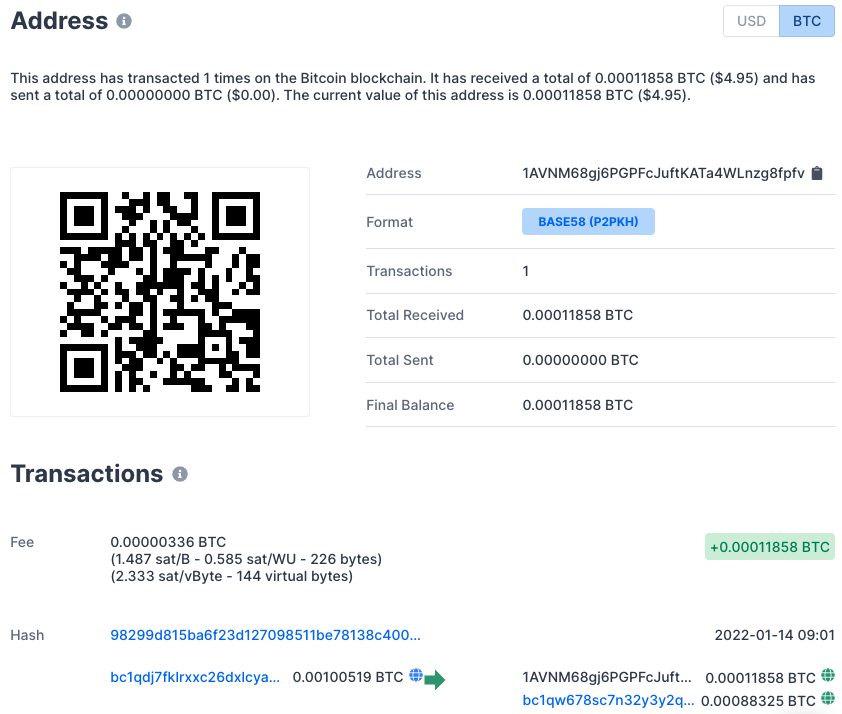 Address
USD BTC
This address has transacted 1 times on the Bitcoin blockchain. It has received a total of 0.00011858 BTC ($4.95) and has
sent a total of 0.00000000 BTC ($0.00). The current value of this address is 0.00011858 BTC ($4.95).
Address 1AVNM68gj6PGPFcJuftKATa4WLnzg8fpfv
Format BASE58 (P2PKH)
Transactions 1
Total Received 0.00011858 BTC
Total Sent 0.00000000 BTC
Final Balance 0.00011858 BTC
Transactions
Fee 0.00000336 BTC +0.00011858 BTC
(1.487 sat/B - 0.585 sat/WU - 226 bytes)
(2.333 sat/vByte - 144 virtual bytes)
Hash 98299d815ba6f23d127098511be78138c400... 2022-01-14 09:01
bc1qdj7fklrxxc26dxlcya... 0.00100519 BTC 1AVNM68gj6PGPFcJuft... 0.00011858 BTC
bc1qw678sc7n32y3y2q... 0.00088325 BTC